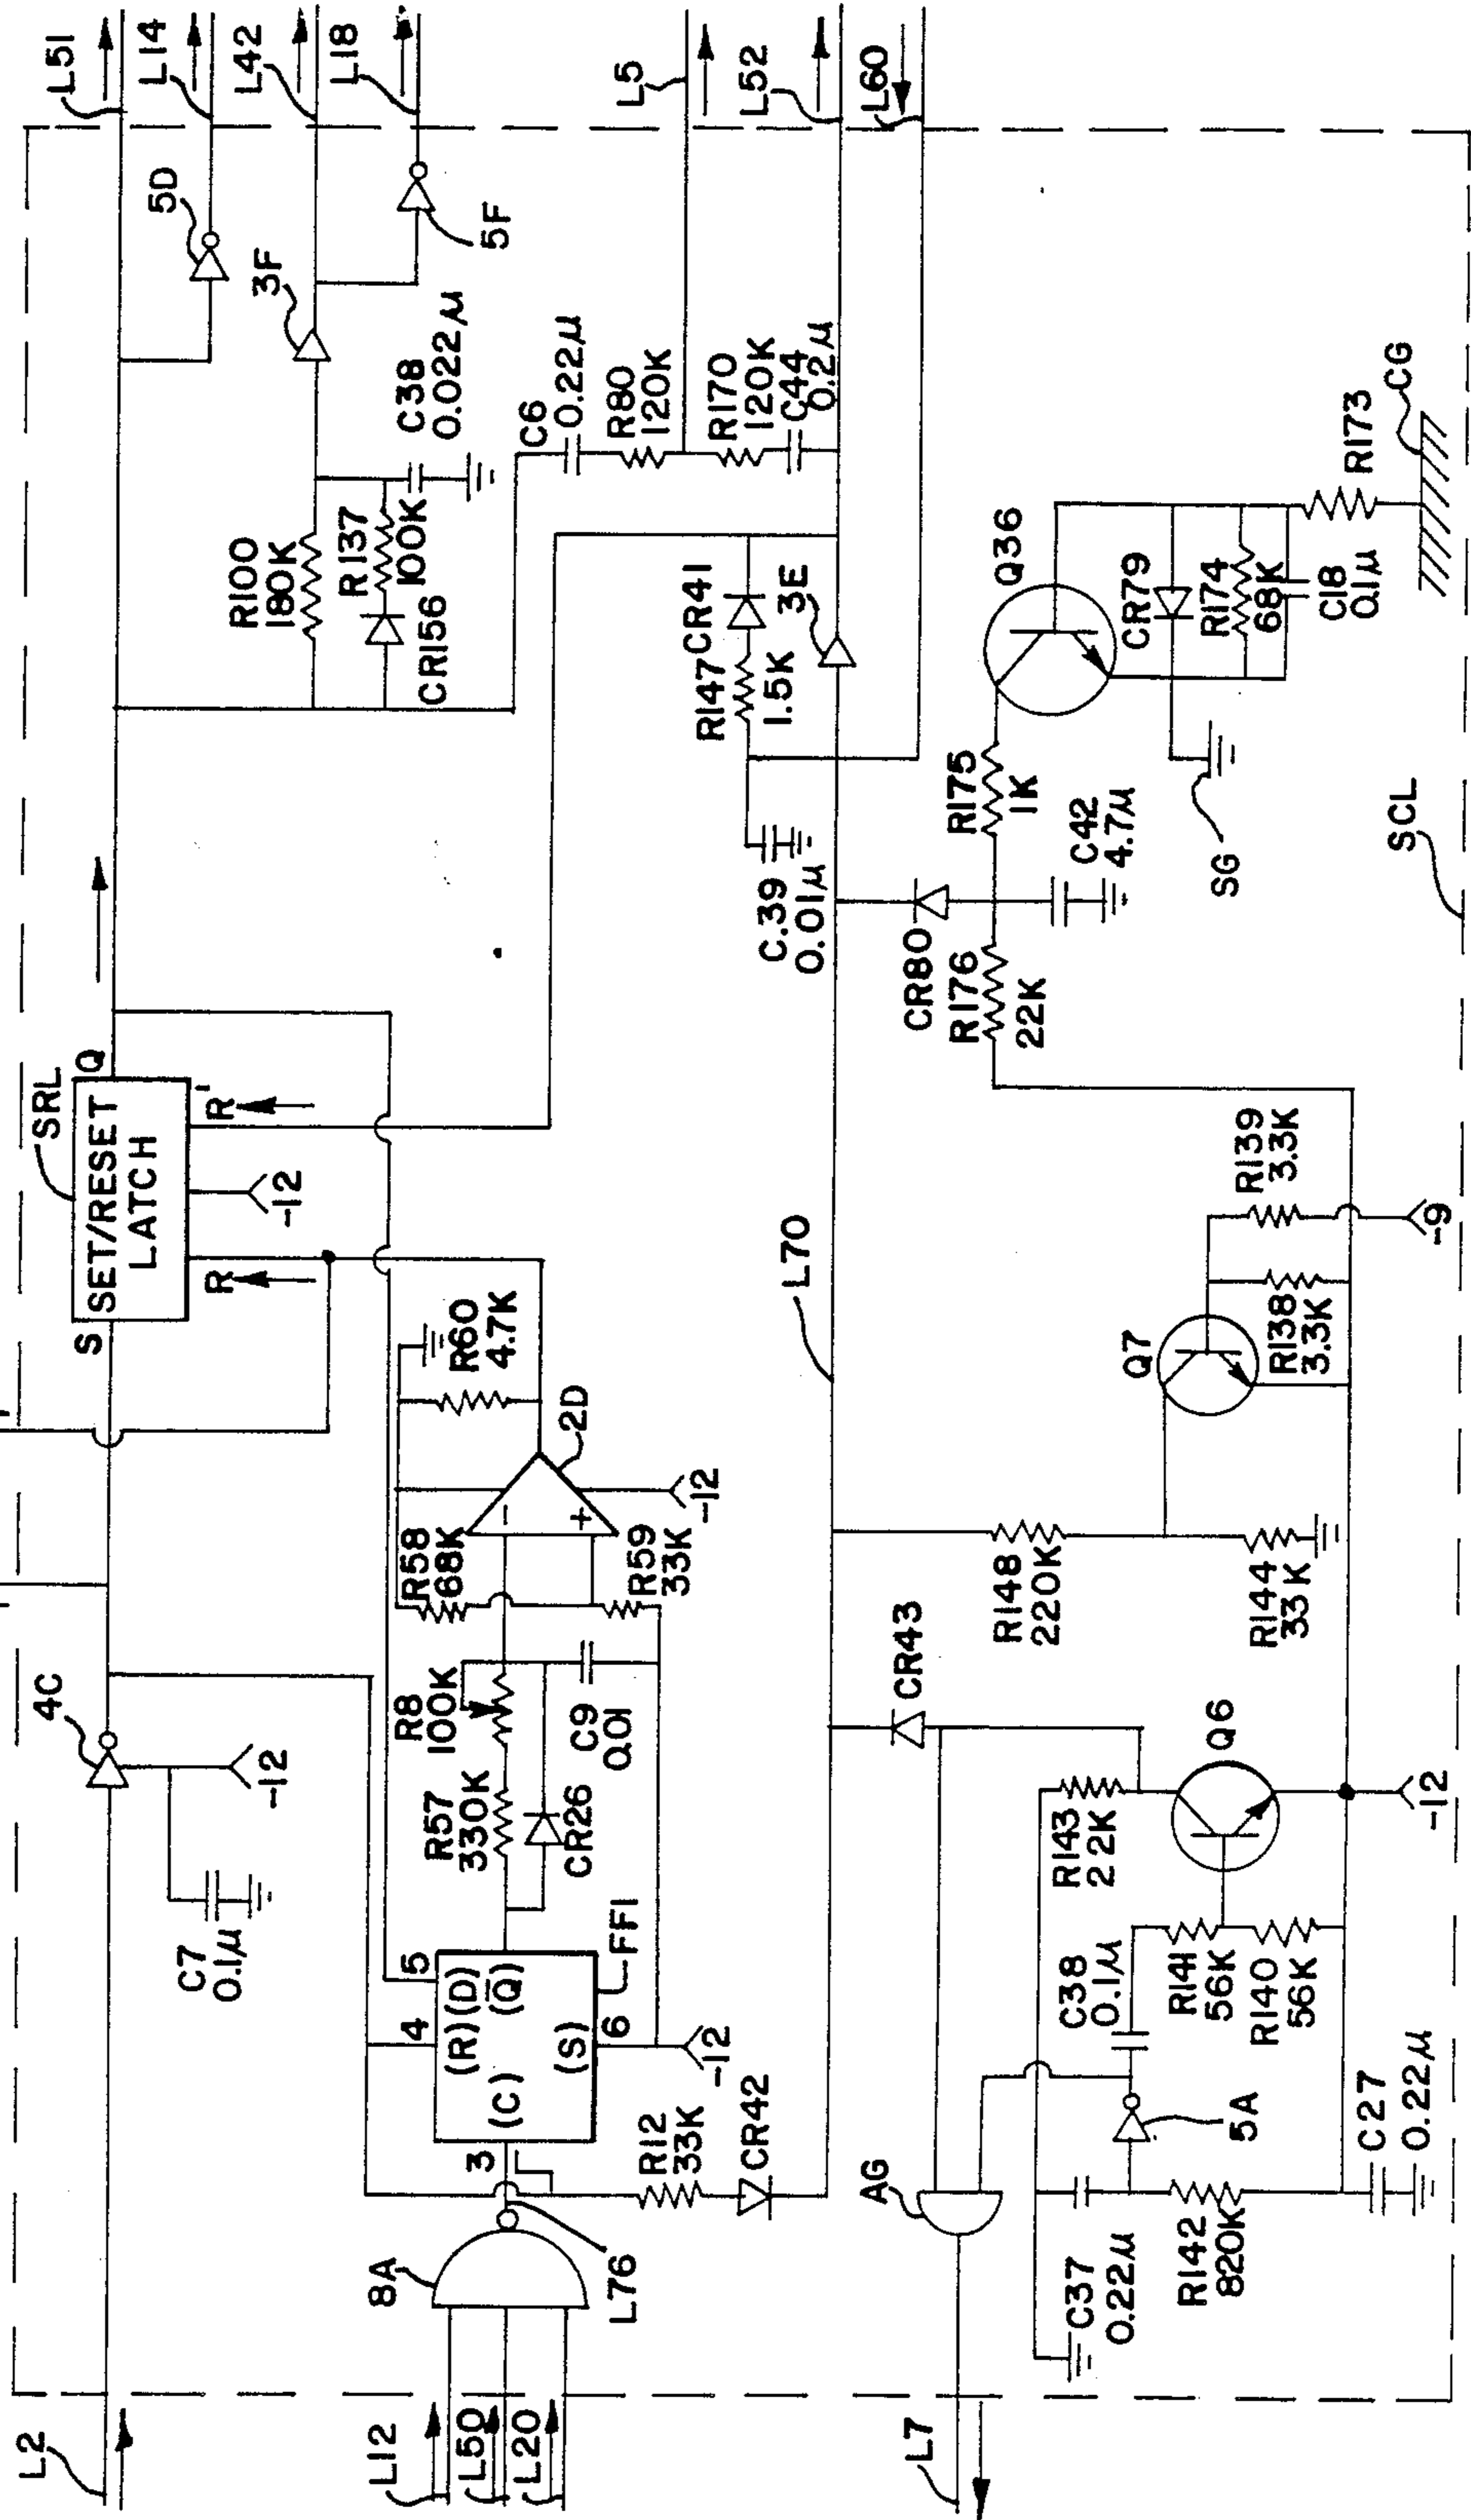 L2
C7
0.1μ
-12
4C
S
SET/RESET
LATCH
SRL
Q
R
-12
R
L51
5D
L14
3F
L42
L18
5F
R100
180K
R137
100K
CR156
C38
0.022μ
L12
L50
L20
8A
L76
3
4
5
(R)(D)
(C)
(Q̅)
(S)
6
FF1
-12
R57
330K
R8
100K
CR26
C9
0.01
R58
68K
R59
33K
2D
-12
R60
4.7K
C6
0.22μ
R80
120K
R170
120K
C44
0.2μ
L5
L52
L60
R12
33K
CR42
L70
R147
1.5K
CR41
3E
C.39
0.01μ
CR43
CR80
R176
22K
R175
1K
C42
4.7μ
Q36
CR79
R174
68K
C18
0.1μ
R173
CG
SG
SCL
L7
AG
C37
0.22μ
R142
820K
5A
C38
0.1μ
R141
56K
R140
56K
C27
0.22μ
R143
22K
Q6
-12
R148
220K
R144
33K
Q7
R138
3.3K
R139
3.3K
-9